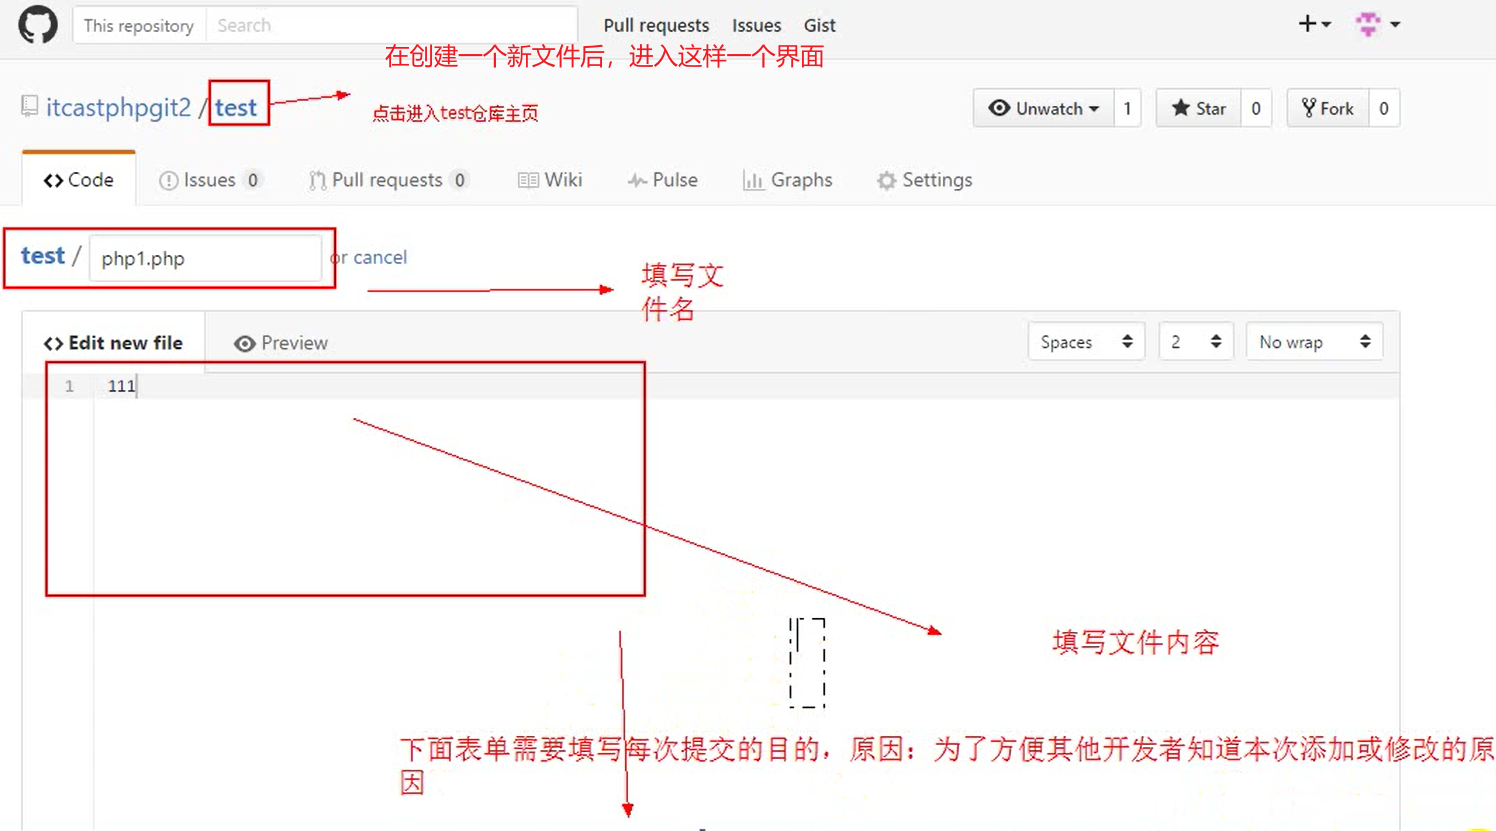 This repository Search Pull requests Issues Gist
在创建一个新文件后，进入这样一个界面
itcastphpgit2 / test
点击进入test仓库主页
Unwatch 1 Star 0 Fork 0
Code Issues 0 Pull requests 0 Wiki Pulse Graphs Settings
test / php1.php or cancel
填写文
件名
Edit new file Preview Spaces 2 No wrap
1 111
填写文件内容
下面表单需要填写每次提交的目的，原因：为了方便其他开发者知道本次添加或修改的原
因